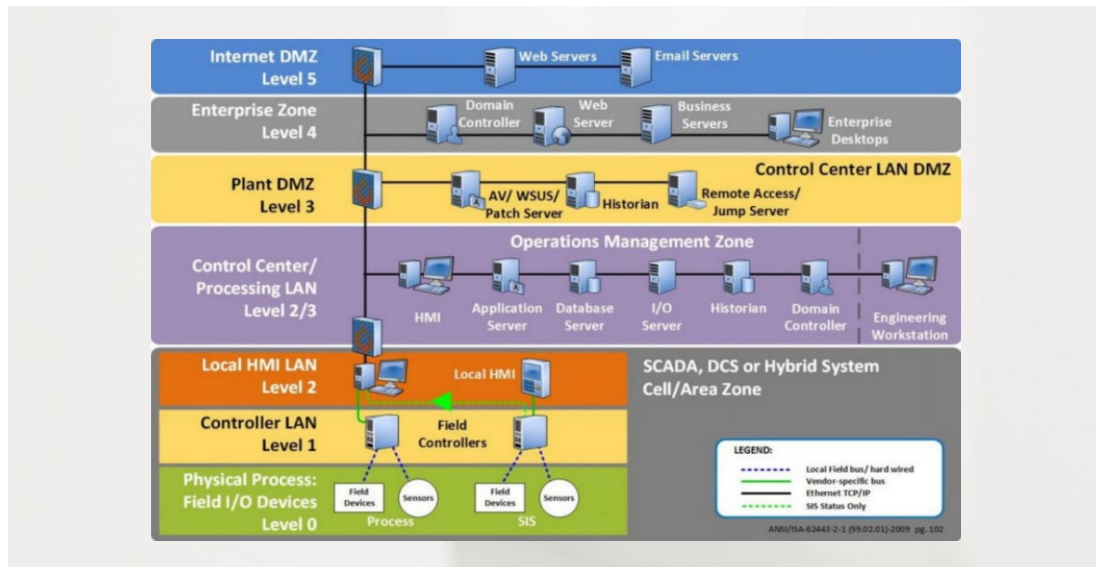 Internet DMZ
Level 5
Web Servers
Email Servers
Enterprise Zone
Level 4
Domain
Controller
Web
Server
Business
Servers
Enterprise
Desktops
Plant DMZ
Level 3
Control Center LAN DMZ
AV/ WSUS/
Patch Server
Historian
Remote Access/
Jump Server
Control Center/
Processing LAN
Level 2/3
Operations Management Zone
HMI
Application
Server
Database
Server
I/O
Server
Historian
Domain
Controller
Engineering
Workstation
Local HMI LAN
Level 2
Local HMI
SCADA, DCS or Hybrid System
Cell/Area Zone
Controller LAN
Level 1
Field
Controllers
Physical Process:
Field I/O Devices
Level 0
Field
Devices
Sensors
Process
Field
Devices
Sensors
SIS
LEGEND:
Local Field bus/ hard wired
Vendor-specific bus
Ethernet TCP/IP
SIS Status Only
ANSI/ISA-62443-2-1 (99.02.01)-2009 pg. 102